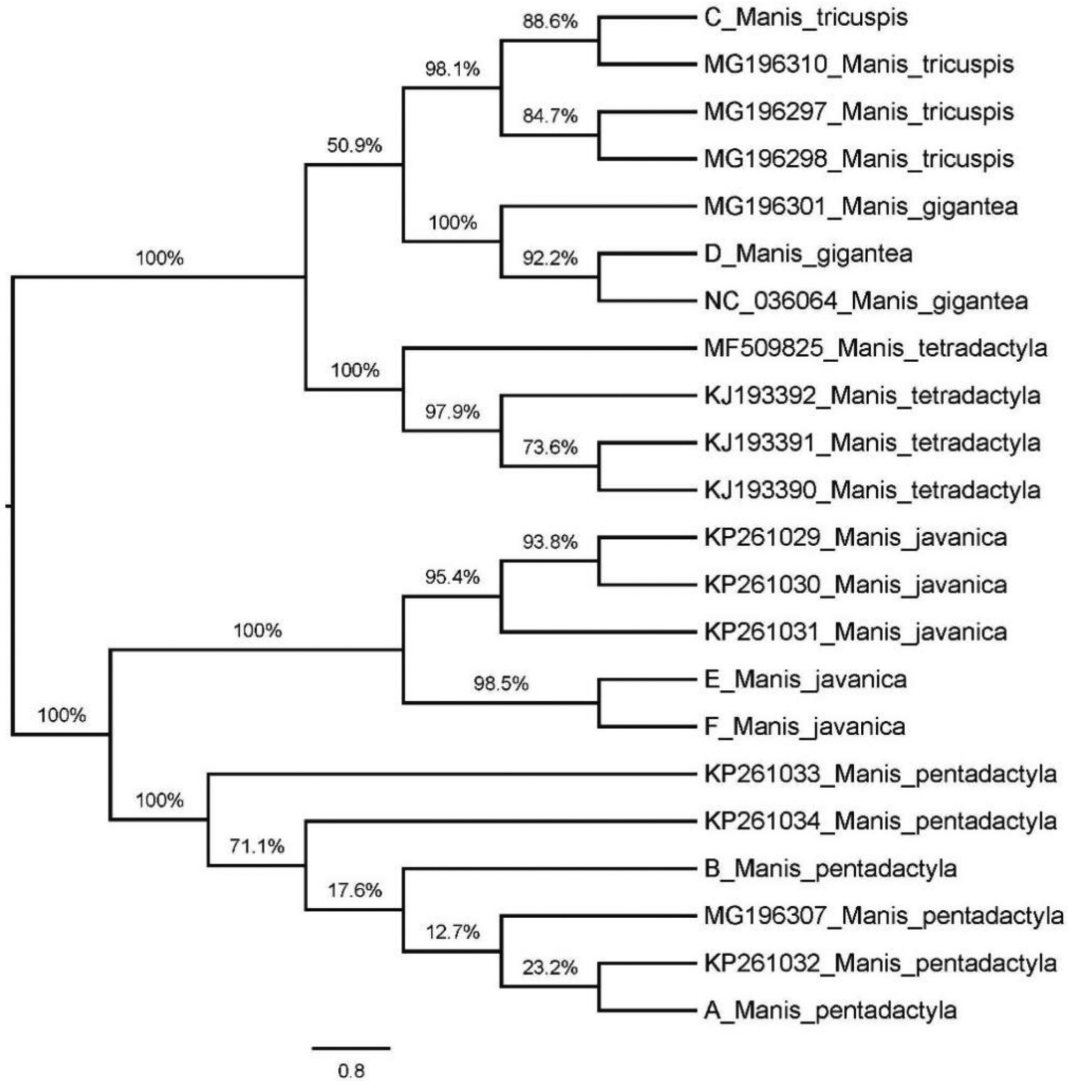 88.6%
C_Manis_tricuspis
98.1%
MG196310_Manis_tricuspis
84.7%
MG196297_Manis_tricuspis
50.9%
MG196298_Manis_tricuspis
100%
MG196301_Manis_gigantea
100%
92.2%
D_Manis_gigantea
NC_036064_Manis_gigantea
MF509825_Manis_tetradactyla
100%
97.9%
KJ193392_Manis_tetradactyla
73.6%
KJ193391_Manis_tetradactyla
KJ193390_Manis_tetradactyla
93.8%
KP261029_Manis_javanica
95.4%
KP261030_Manis_javanica
100%
KP261031_Manis_javanica
98.5%
E_Manis_javanica
100%
F_Manis_javanica
KP261033_Manis_pentadactyla
100%
KP261034_Manis_pentadactyla
71.1%
B_Manis_pentadactyla
17.6%
MG196307_Manis_pentadactyla
12.7%
KP261032_Manis_pentadactyla
23.2%
A_Manis_pentadactyla
0.8